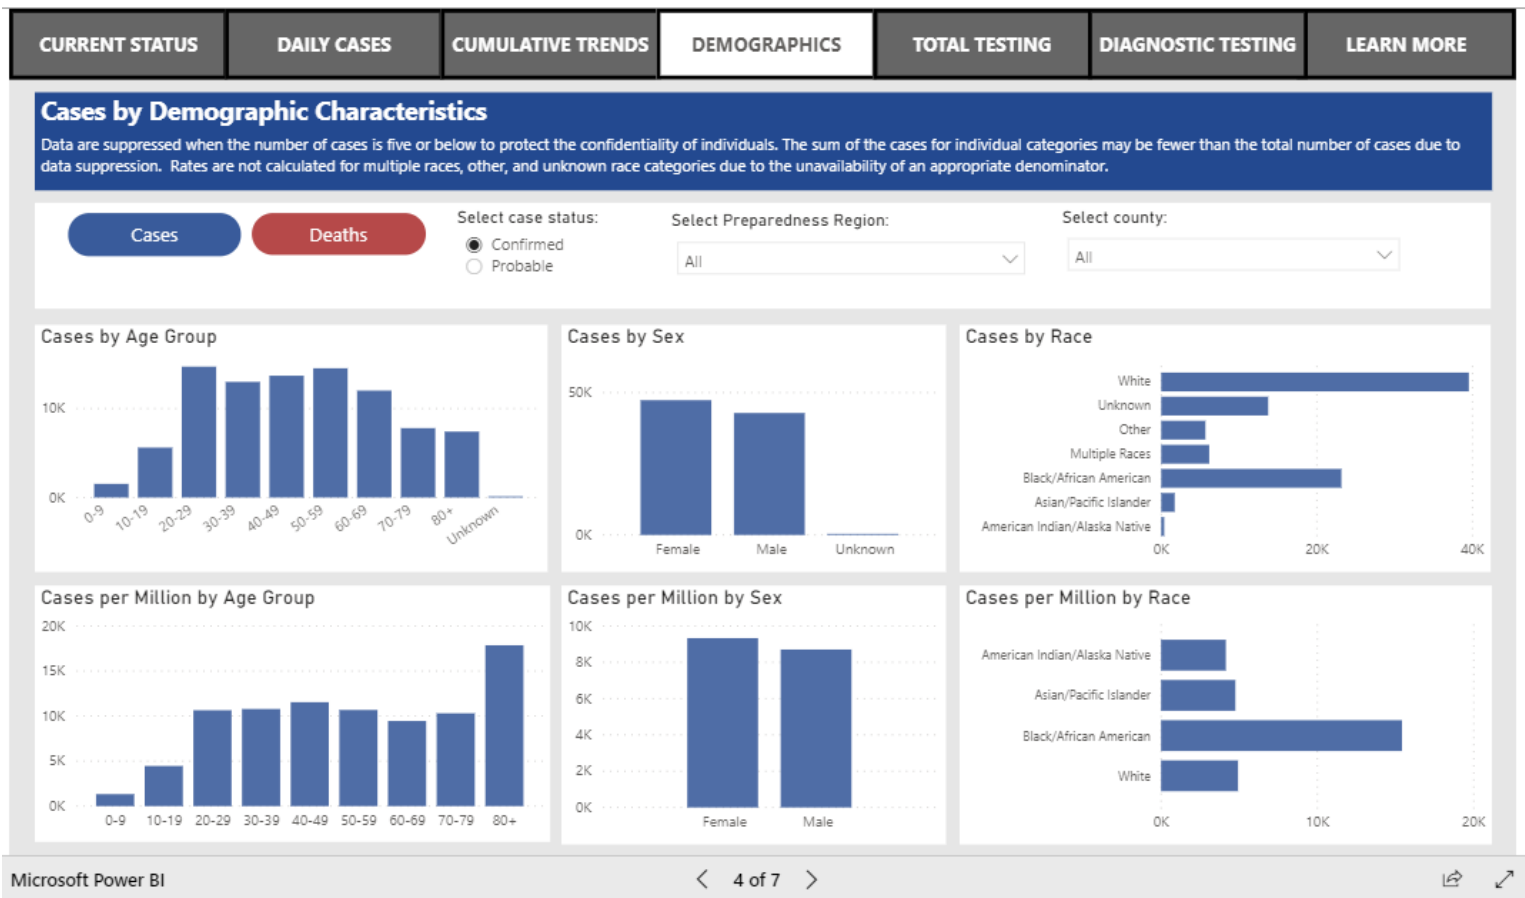 CURRENT STATUS
DAILY CASES
CUMULATIVE TRENDS
DEMOGRAPHICS
TOTAL TESTING
DIAGNOSTIC TESTING
LEARN MORE
Cases by Demographic Characteristics
Data are suppressed when the number of cases is five or below to protect the confidentiality of individuals. The sum of the cases for individual categories may be fewer than the total number of cases due to
data suppression.  Rates are not calculated for multiple races, other, and unknown race categories due to the unavailability of an appropriate denominator.
Cases
Deaths
Select case status:
Confirmed
Probable
Select Preparedness Region:
All
Select county:
All
Cases by Age Group
10K
0K
0-9
10-19
20-29
30-39
40-49
50-59
60-69
70-79
80+
Unknown
Cases by Sex
50K
0K
Female
Male
Unknown
Cases by Race
White
Unknown
Other
Multiple Races
Black/African American
Asian/Pacific Islander
American Indian/Alaska Native
0K
20K
40K
Cases per Million by Age Group
20K
15K
10K
5K
0K
0-9
10-19
20-29
30-39
40-49
50-59
60-69
70-79
80+
Cases per Million by Sex
10K
8K
6K
4K
2K
0K
Female
Male
Cases per Million by Race
American Indian/Alaska Native
Asian/Pacific Islander
Black/African American
White
0K
10K
20K
Microsoft Power BI
4 of 7